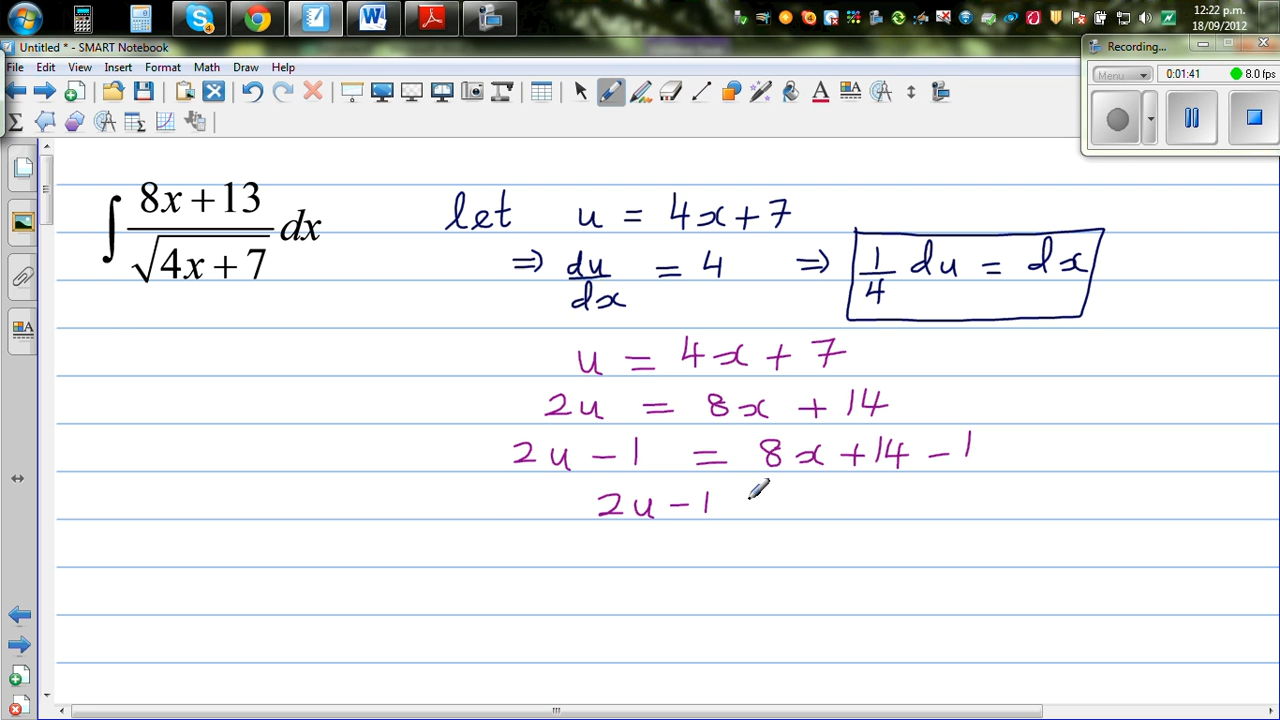 12:22 p.m.
18/09/2012
Untitled * - SMART Notebook
File Edit View Insert Format Math Draw Help
Recording...
Menu 0:01:41 8.0 fps
∫ 8x+13 / √4x+7 dx
let u = 4x+7
⇒ du/dx = 4 ⇒ 1/4 du = dx
u = 4x + 7
2u = 8x + 14
2u − 1 = 8x + 14 − 1
2u − 1